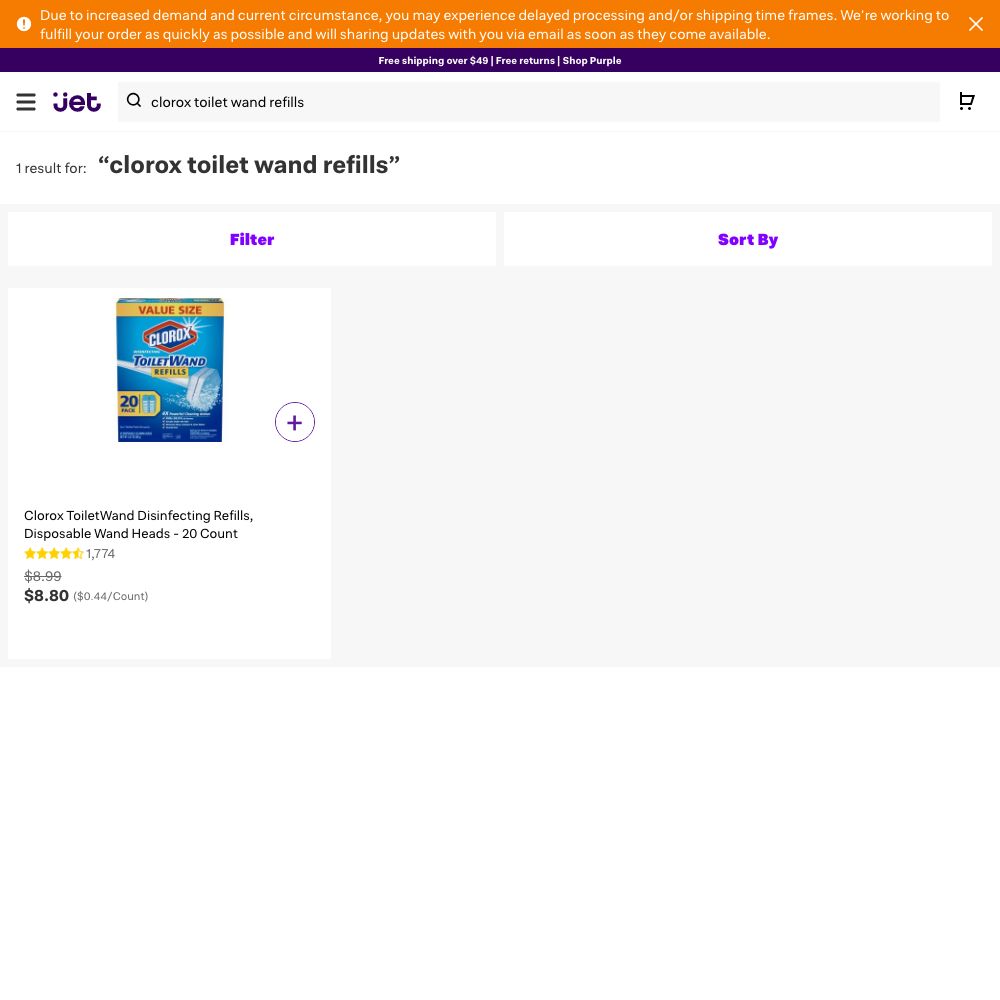 Due to increased demand and current circumstance, you may experience delayed processing and/or shipping time frames. We're working to
fulfill your order as quickly as possible and will sharing updates with you via email as soon as they come available.
Free shipping over $49 | Free returns | Shop Purple
jet
clorox toilet wand refills
1 result for: “clorox toilet wand refills”
Filter
Sort By
VALUE SIZE
CLOROX
DISINFECTING
TOILETWAND
REFILLS
20
PACK
Clorox ToiletWand Disinfecting Refills,
Disposable Wand Heads - 20 Count
1,774
$8.99
$8.80 ($0.44/Count)